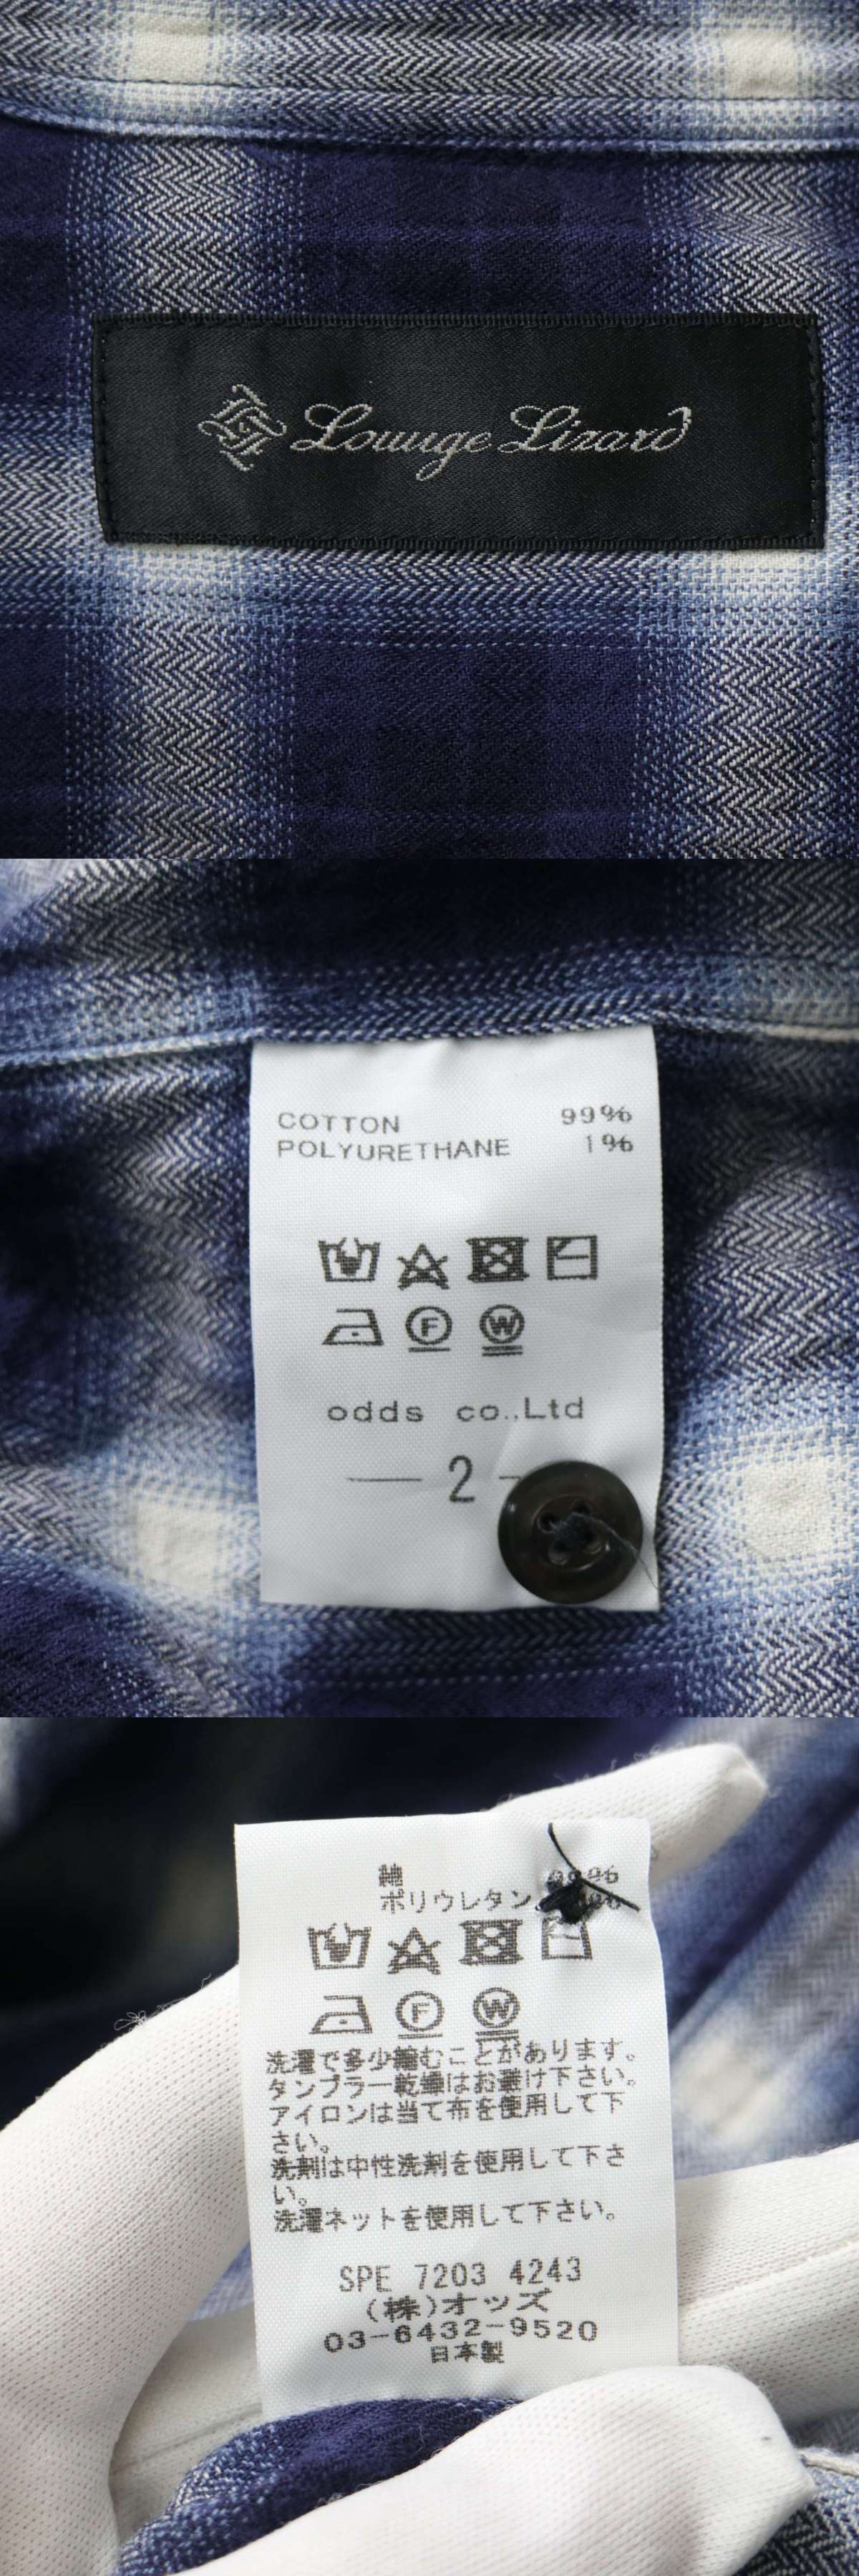 Lounge Lizard
COTTON 99%
POLYURETHANE 1%
F W
odds co.,Ltd
2
綿 99%
ポリウレタン
F W
洗濯で多少縮むことがあります。
タンブラー乾燥はお避け下さい。
アイロンは当て布を使用して下
さい。
洗剤は中性洗剤を使用して下さ
い。
洗濯ネットを使用して下さい。
SPE 7203 4243
(株)オッズ
03-6432-9520
日本製